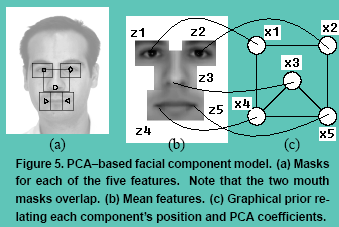 z1
z2
x1
x2
z3
x3
z4
z5
x4
x5
(a)
(b)
(c)
Figure 5. PCA–based facial component model. (a) Masks
for each of the five features. Note that the two mouth
masks overlap. (b) Mean features. (c) Graphical prior re-
lating each component's position and PCA coefficients.